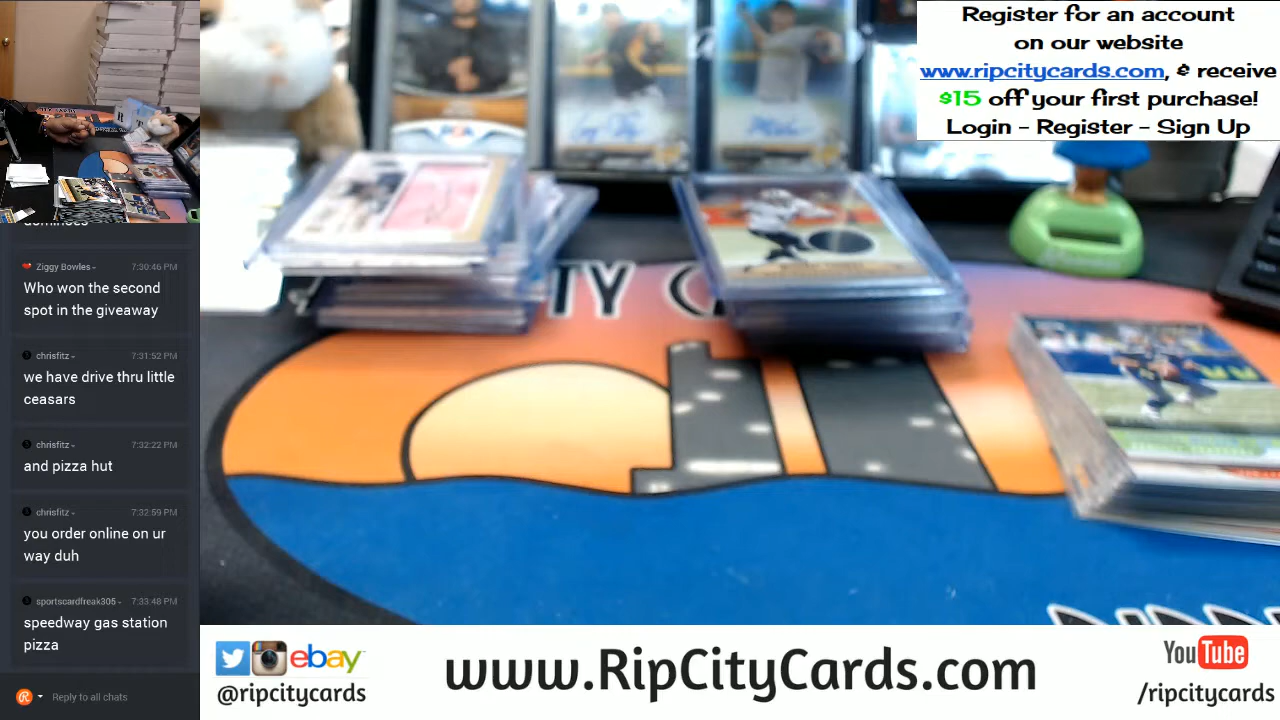 Register for an account
on our website
www.ripcitycards.com, & receive
$15 off your first purchase!
Login - Register - Sign Up
dominoes
Ziggy Bowles 7:30:46 PM
Who won the second
spot in the giveaway
chrisfitz 7:31:52 PM
we have drive thru little
ceasars
chrisfitz 7:32:22 PM
and pizza hut
chrisfitz 7:32:59 PM
you order online on ur
way duh
sportscardfreak305 7:33:48 PM
speedway gas station
pizza
Reply to all chats
ebay
@ripcitycards
www.RipCityCards.com
YouTube
/ripcitycards